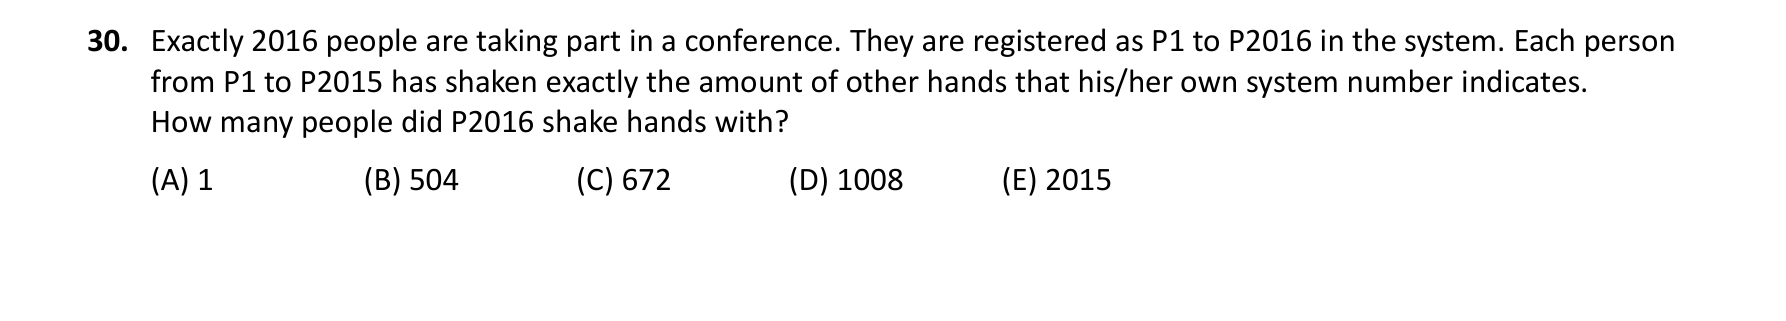 30. Exactly 2016 people are taking part in a conference. They are registered as P1 to P2016 in the system. Each person
from P1 to P2015 has shaken exactly the amount of other hands that his/her own system number indicates.
How many people did P2016 shake hands with?
(A) 1 (B) 504 (C) 672 (D) 1008 (E) 2015